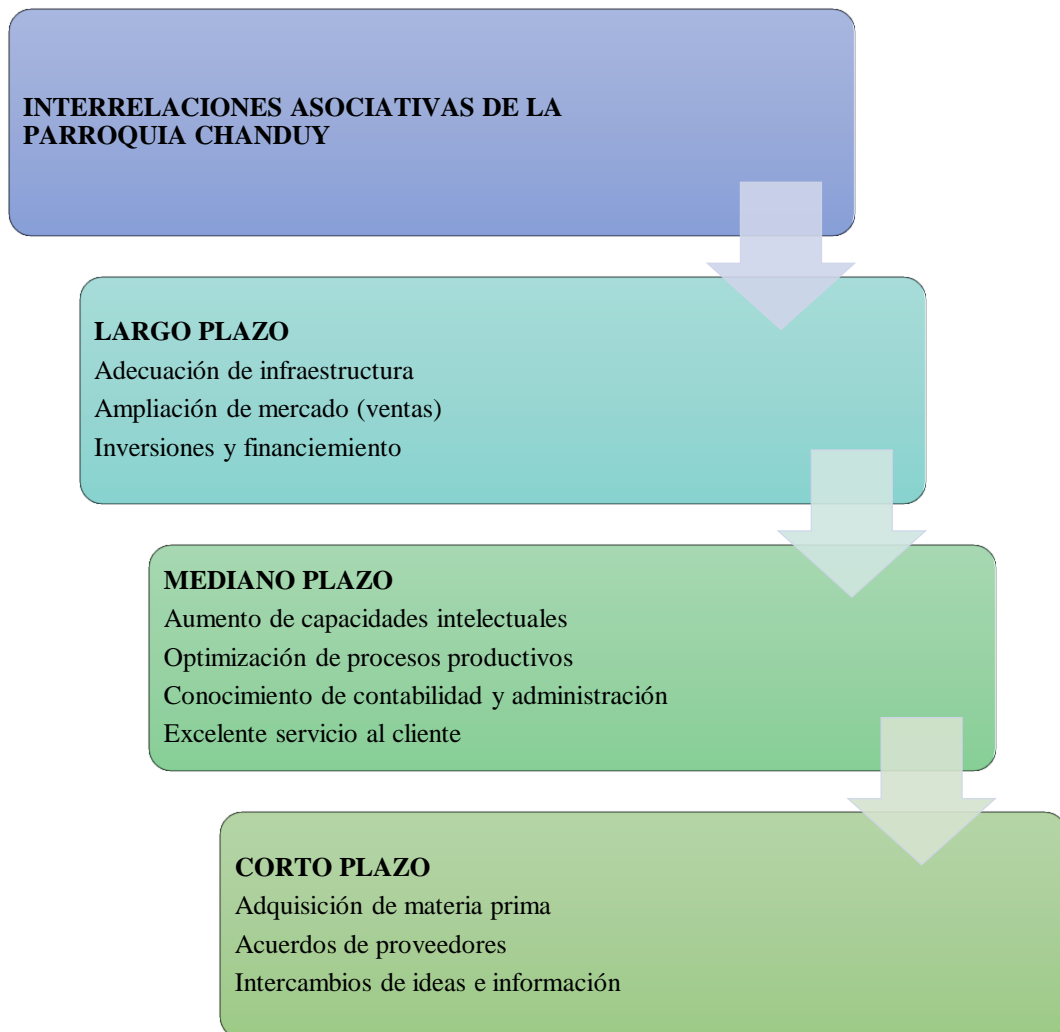 INTERRELACIONES ASOCIATIVAS DE LA
PARROQUIA CHANDUY
LARGO PLAZO
Adecuación de infraestructura
Ampliación de mercado (ventas)
Inversiones y financiemiento
MEDIANO PLAZO
Aumento de capacidades intelectuales
Optimización de procesos productivos
Conocimiento de contabilidad y administración
Excelente servicio al cliente
CORTO PLAZO
Adquisición de materia prima
Acuerdos de proveedores
Intercambios de ideas e información